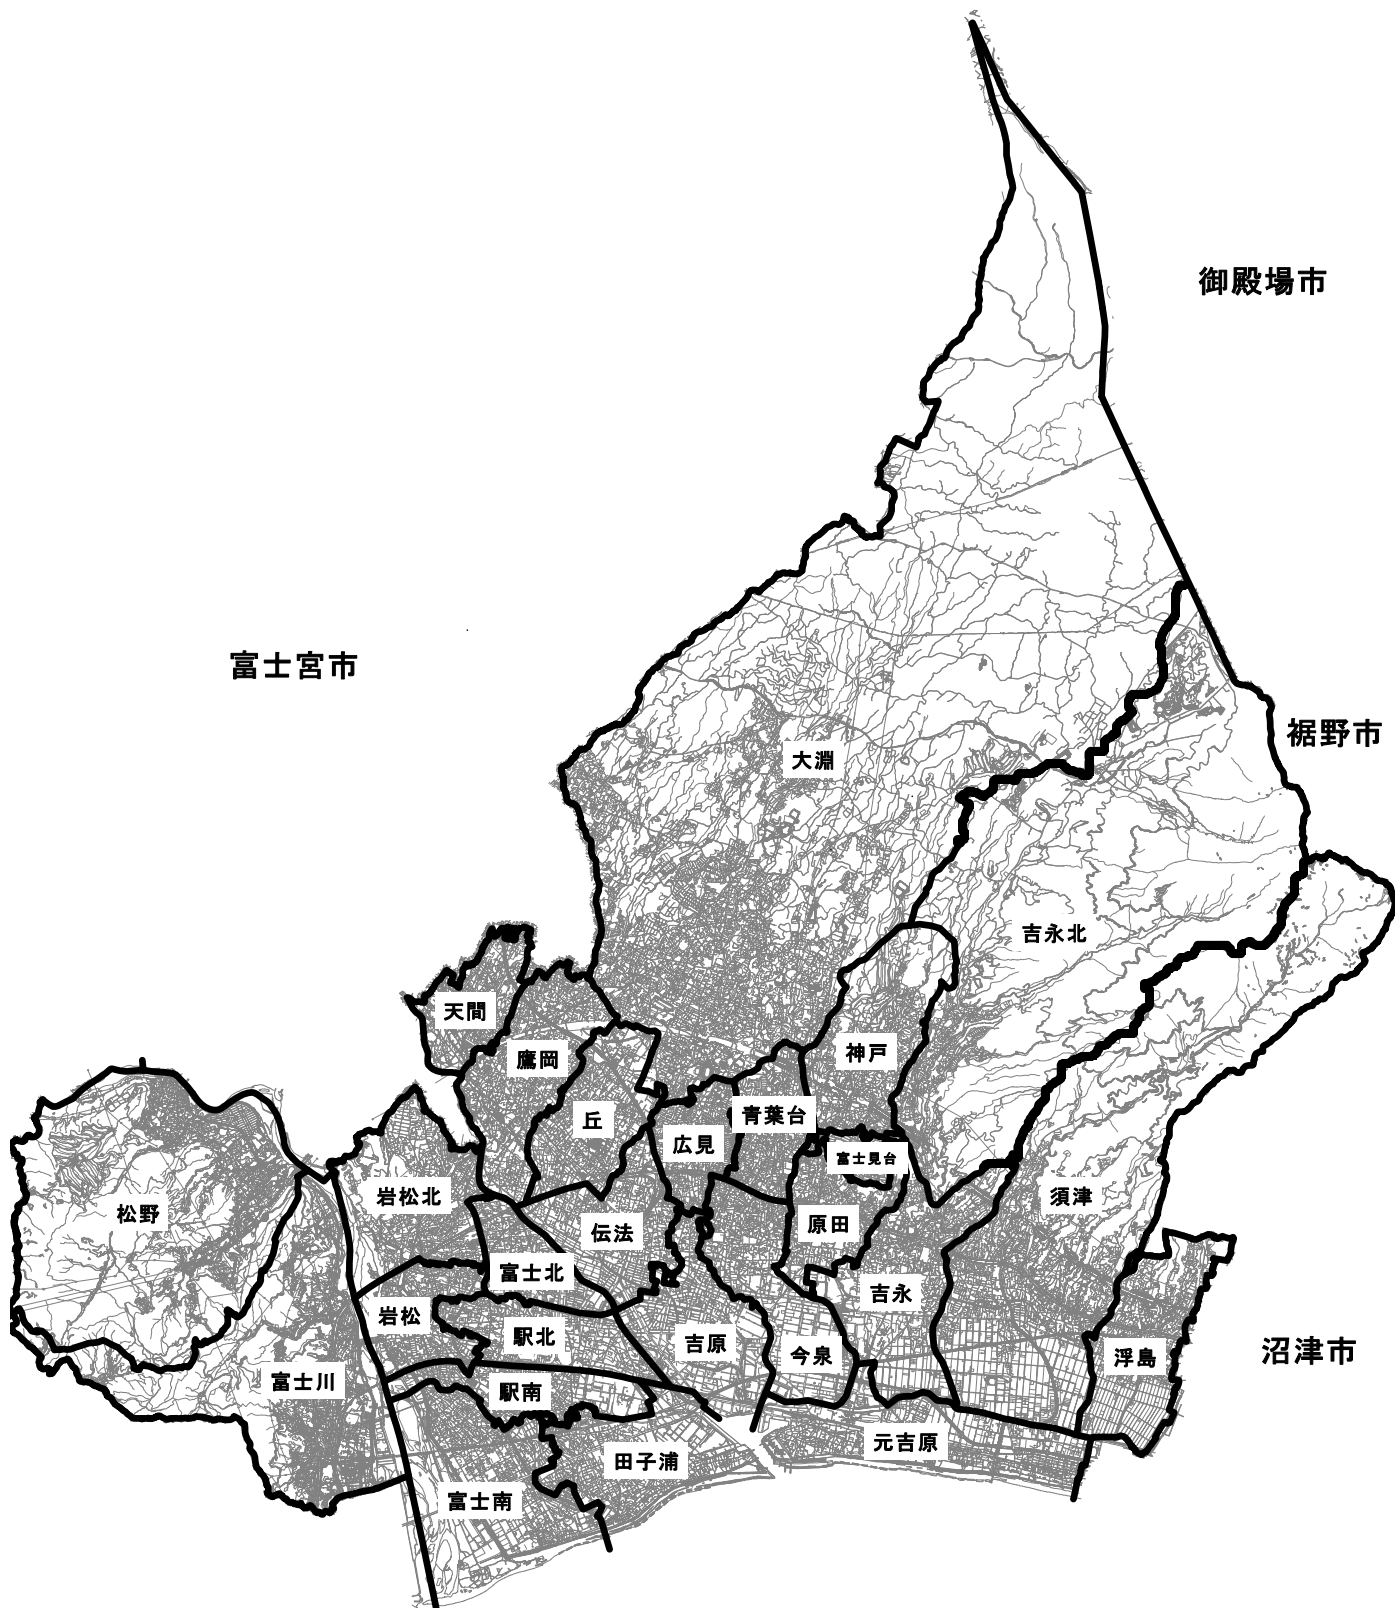 御殿場市
富士宮市
裾野市
大淵
吉永北
天間
鷹岡
神戸
丘
青葉台
広見
富士見台
岩松北
須津
松野
原田
伝法
富士北
吉永
岩松
駅北
吉原
今泉
浮島
沼津市
富士川
駅南
元吉原
田子浦
富士南